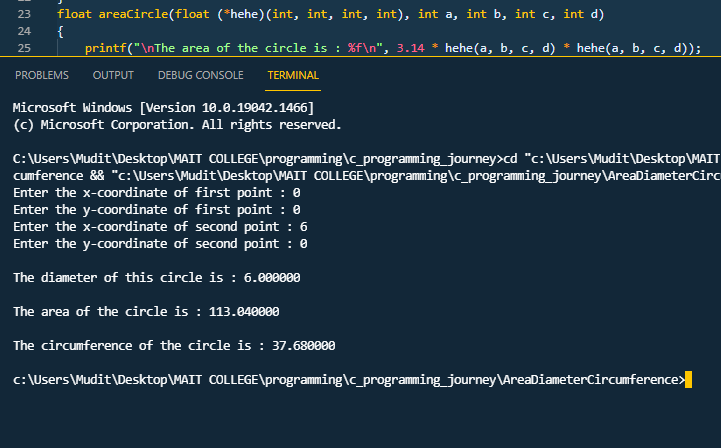 23 float areaCircle(float (*hehe)(int, int, int, int), int a, int b, int c, int d)
24 {
25 printf("\nThe area of the circle is : %f\n", 3.14 * hehe(a, b, c, d) * hehe(a, b, c, d));
PROBLEMS OUTPUT DEBUG CONSOLE TERMINAL
Microsoft Windows [Version 10.0.19042.1466]
(c) Microsoft Corporation. All rights reserved.
C:\Users\Mudit\Desktop\MAIT COLLEGE\programming\c_programming_journey>cd "c:\Users\Mudit\Desktop\MAIT
cumference && "c:\Users\Mudit\Desktop\MAIT COLLEGE\programming\c_programming_journey\AreaDiameterCirc
Enter the x-coordinate of first point : 0
Enter the y-coordinate of first point : 0
Enter the x-coordinate of second point : 6
Enter the y-coordinate of second point : 0
The diameter of this circle is : 6.000000
The area of the circle is : 113.040000
The circumference of the circle is : 37.680000
c:\Users\Mudit\Desktop\MAIT COLLEGE\programming\c_programming_journey\AreaDiameterCircumference>